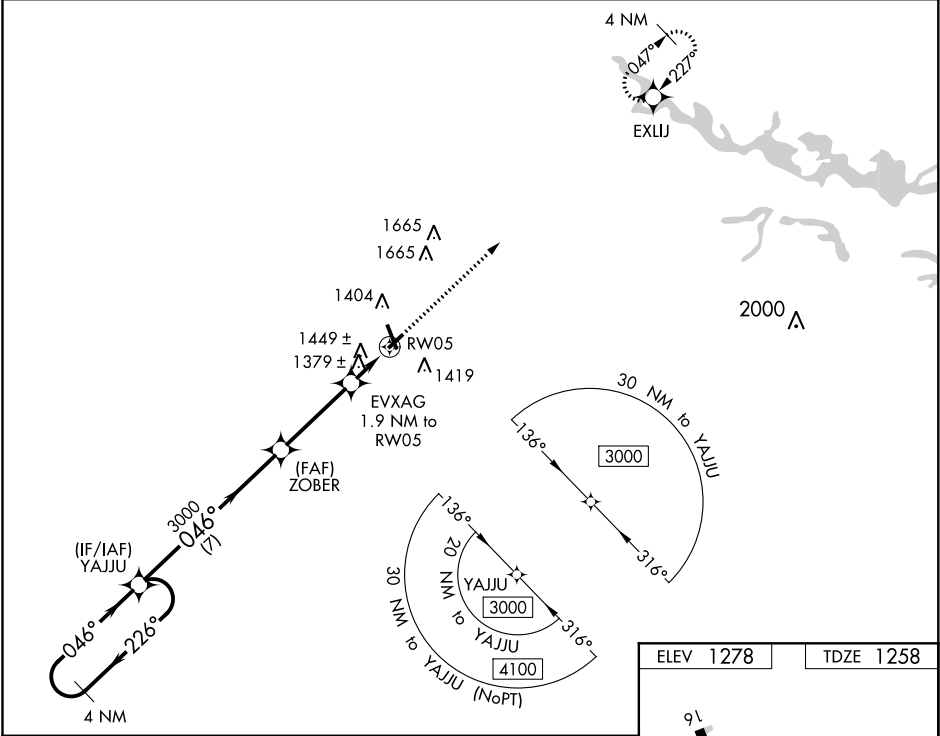 4 NM
047°
227°
EXLIJ
1665
1665
1404
2000
1449 ±
RW05
1379 ±
1419
EVXAG
1.9 NM to
RW05
30 NM to YAJJU
136°
3000
316°
(FAF)
ZOBER
3000
046°
(7)
(IF/IAF)
YAJJU
046°
226°
4 NM
136°
20 NM to YAJJU
YAJJU
3000
316°
30 NM to YAJJU (NoPT)
4100
ELEV 1278
TDZE 1258
16